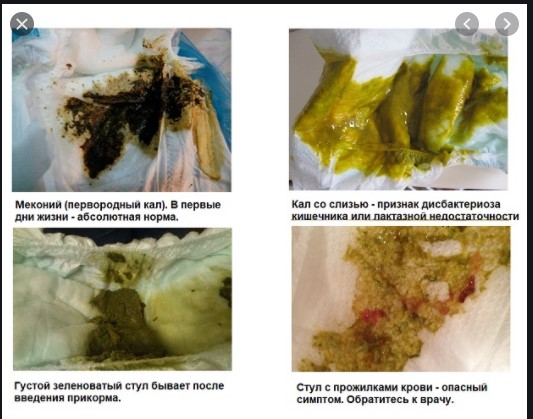 Меконий (первородный кал). В первые
дни жизни - абсолютная норма.
Кал со слизью - признак дисбактериоза
кишечника или лактазной недостаточности
Густой зеленоватый стул бывает после
введения прикорма.
Стул с прожилками крови - опасный
симптом. Обратитесь к врачу.